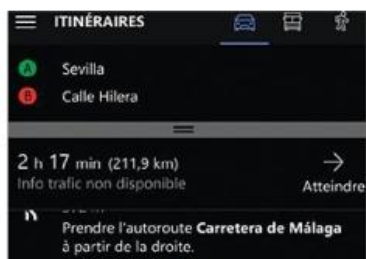 ITINÉRAIRES
A Sevilla
B Calle Hilera
2 h 17 min (211,9 km)
Info trafic non disponible
Atteindre
Prendre l'autoroute Carretera de Málaga
à partir de la droite.